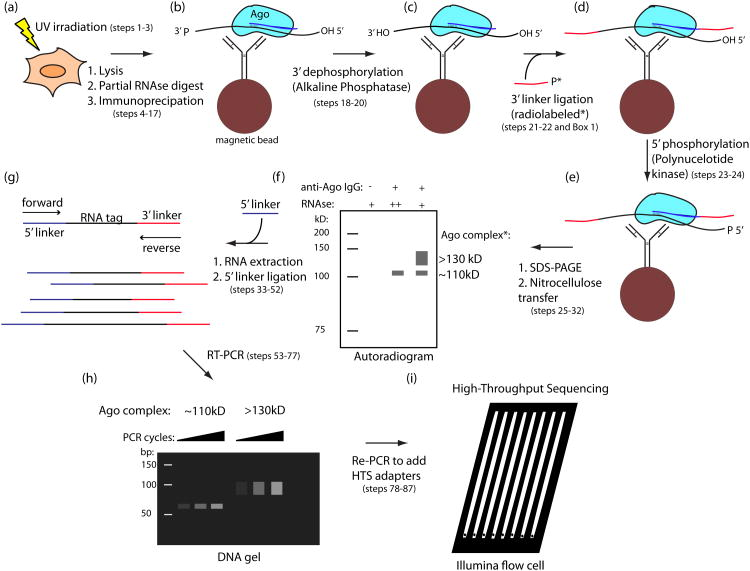 (a)
UV irradiation (steps 1-3)
1. Lysis
2. Partial RNAse digest
3. Immunoprecipation
(steps 4-17)
(b)
Ago
3′ P
OH 5′
magnetic bead
3′ dephosphorylation
(Alkaline Phosphatase)
(steps 18-20)
(c)
3′ HO
OH 5′
P*
3′ linker ligation
(radiolabeled*)
(steps 21-22 and Box 1)
(d)
OH 5′
5′ phosphorylation
(Polynucelotide
kinase) (steps 23-24)
(e)
P 5′
1. SDS-PAGE
2. Nitrocellulose
transfer
(steps 25-32)
(f)
anti-Ago IgG: - + +
RNAse: + ++ +
kD:
200
150
100
75
Ago complex*:
>130 kD
~110kD
Autoradiogram
5′ linker
1. RNA extraction
2. 5′ linker ligation
(steps 33-52)
(g)
forward
RNA tag
3′ linker
5′ linker
reverse
RT-PCR (steps 53-77)
(h)
Ago complex: ~110kD >130kD
PCR cycles:
bp:
150
100
50
DNA gel
Re-PCR to add
HTS adapters
(steps 78-87)
(i)
High-Throughput Sequencing
Illumina flow cell